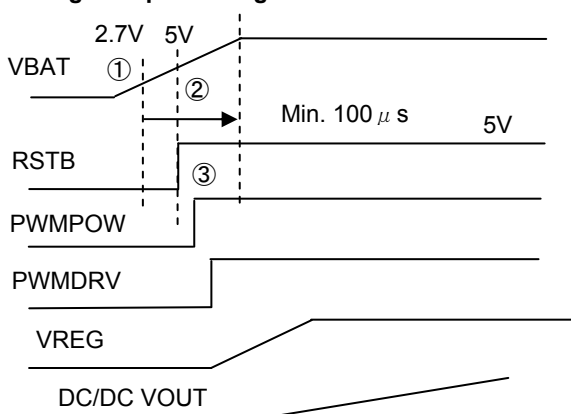 2.7V 5V
VBAT ①
②
Min. 100 μ s
5V
RSTB
③
PWMPOW
PWMDRV
VREG
DC/DC VOUT